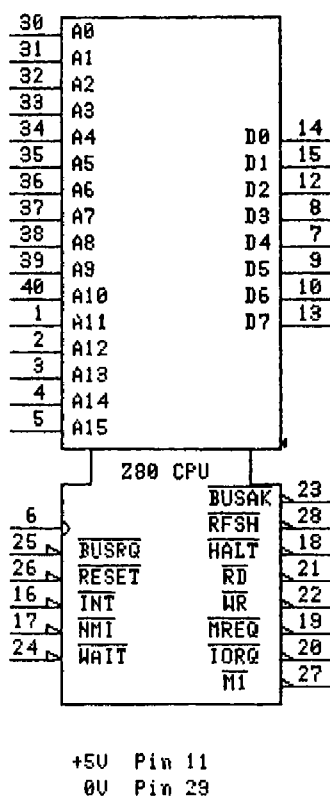 30 A0
31 A1
32 A2
33 A3
34 A4 D0 14
35 A5 D1 15
36 A6 D2 12
37 A7 D3 8
38 A8 D4 7
39 A9 D5 9
40 A10 D6 10
1 A11 D7 13
2 A12
3 A13
4 A14
5 A15
Z80 CPU
BUSAK 23
6 RFSH 28
25 BUSRQ HALT 18
26 RESET RD 21
16 INT WR 22
17 NMI MREQ 19
24 WAIT IORQ 20
M1 27
+5V Pin 11
0V Pin 29